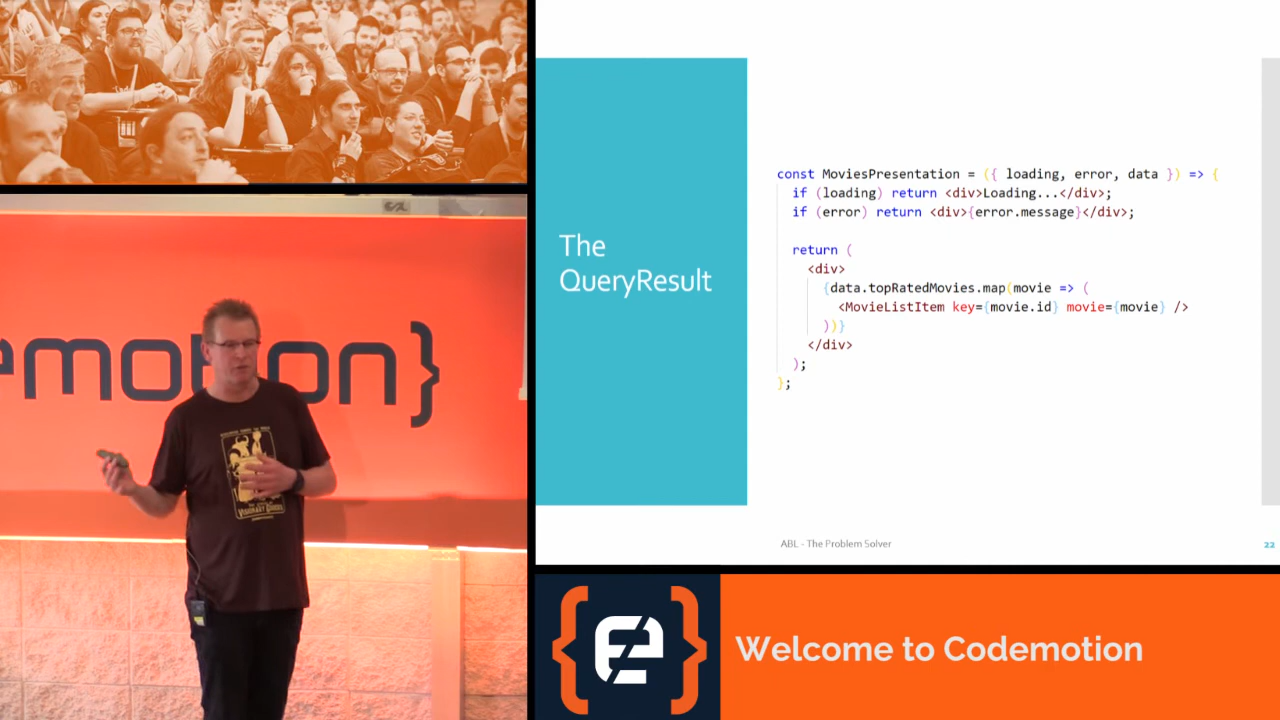 emotion}
VISIONARY GOODS
The
QueryResult
const MoviesPresentation = ({ loading, error, data }) => {
if (loading) return <div>Loading...</div>;
if (error) return <div>{error.message}</div>;
return (
<div>
{data.topRatedMovies.map(movie => (
<MovieListItem key={movie.id} movie={movie} />
))}
</div>
);
};
ABL - The Problem Solver
22
Welcome to Codemotion